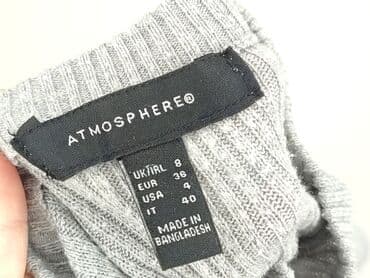 ATMOSPHERE®
UK/IRL 8
EUR 36
USA 4
IT 40
MADE IN
BANGLADESH